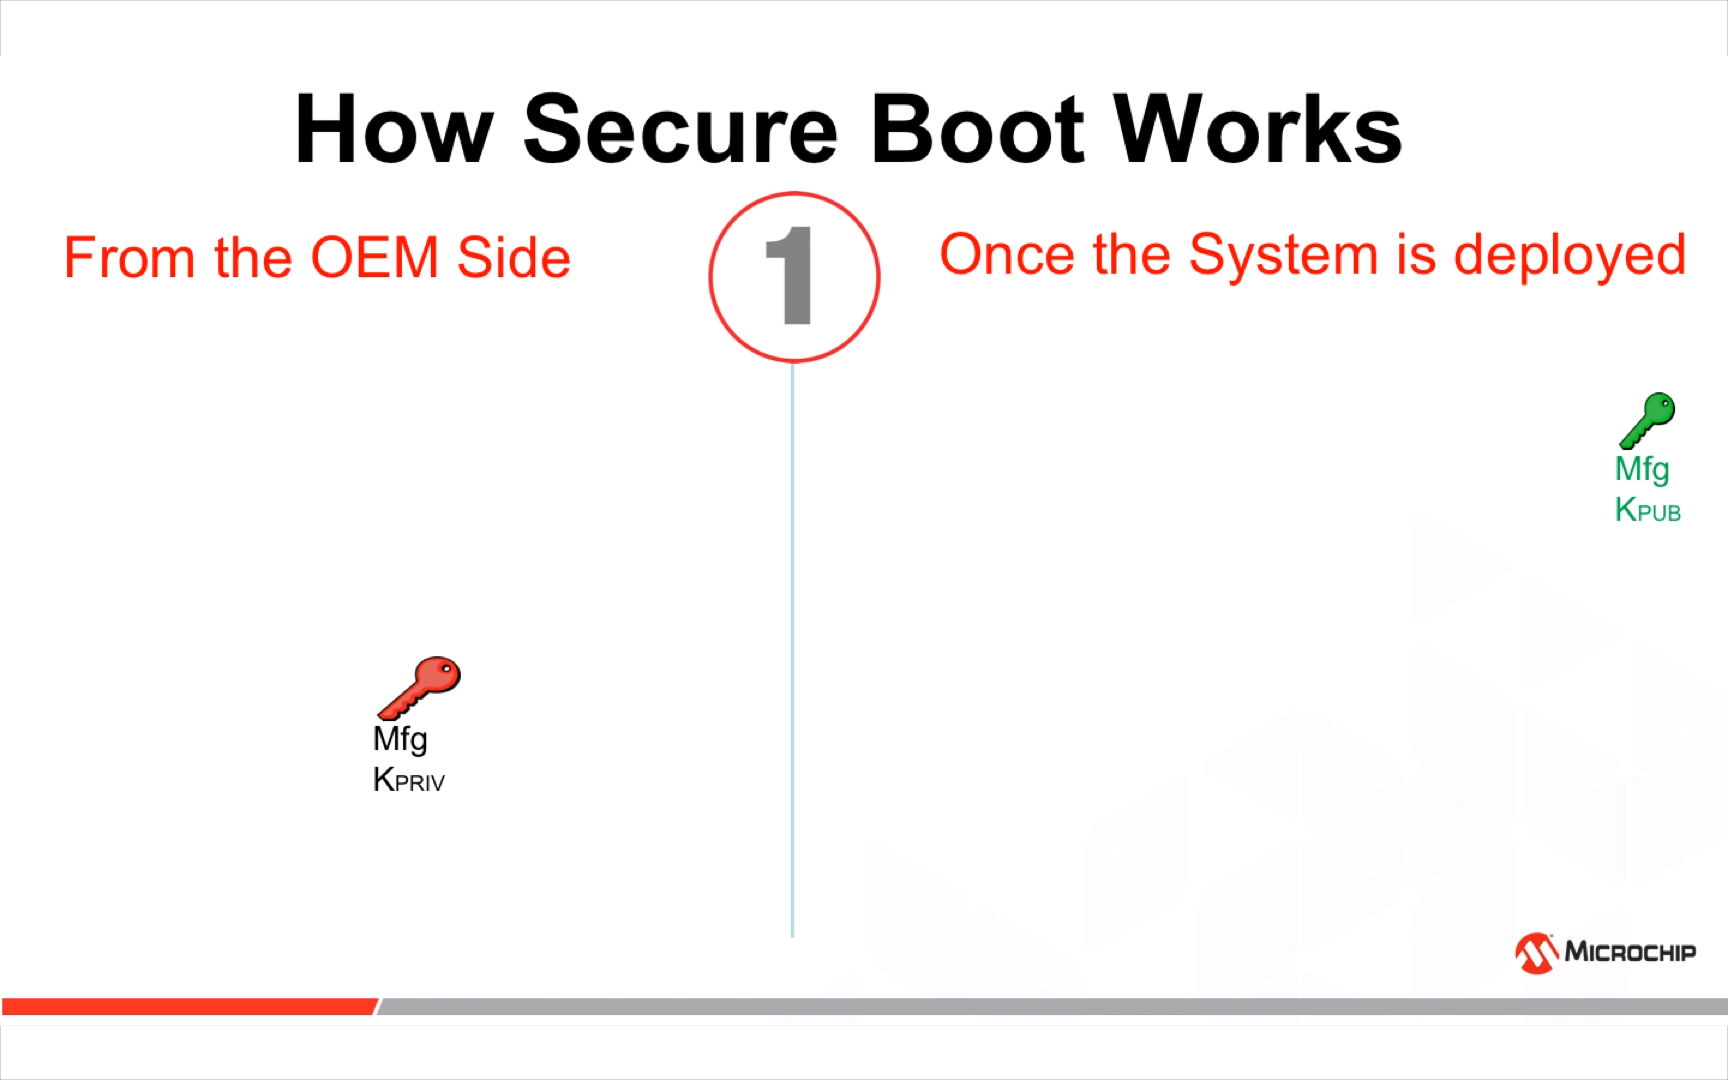 How Secure Boot Works
From the OEM Side
1
Once the System is deployed
Mfg
KPUB
Mfg
KPRIV
MICROCHIP